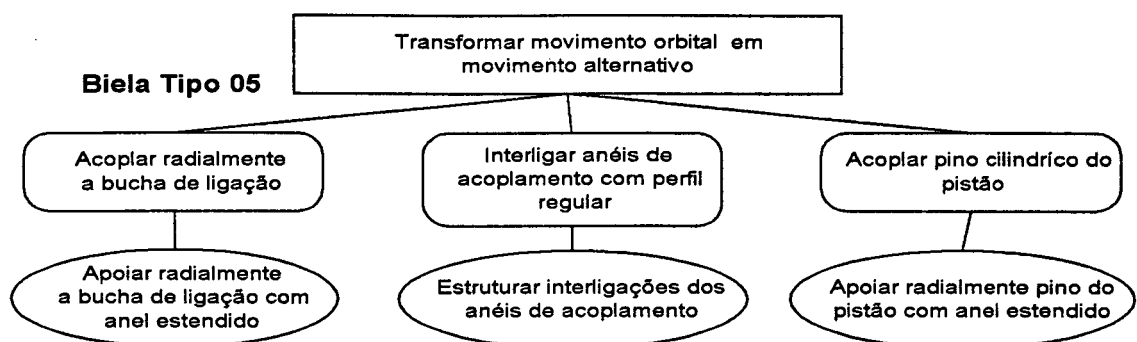 Transformar movimento orbital em
movimento alternativo
Biela Tipo 05
Acoplar radialmente
a bucha de ligação
Interligar anéis de
acoplamento com perfil
regular
Acoplar pino cilindríco do
pistão
Apoiar radialmente
a bucha de ligação com
anel estendido
Estruturar interligações dos
anéis de acoplamento
Apoiar radialmente pino do
pistão com anel estendido